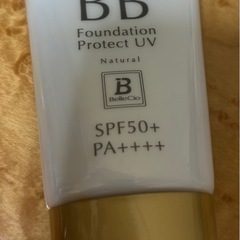 BB
Foundation
Protect UV
Natural
B
BelleCio
SPF50+
PA++++